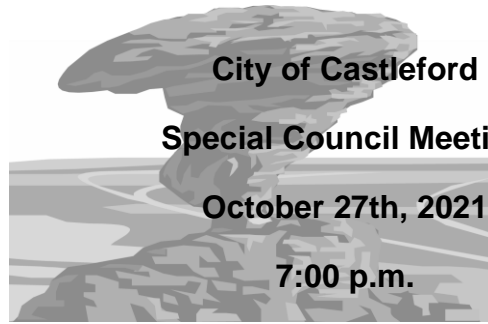 City of Castleford
Special Council Meeti
October 27th, 2021
7:00 p.m.